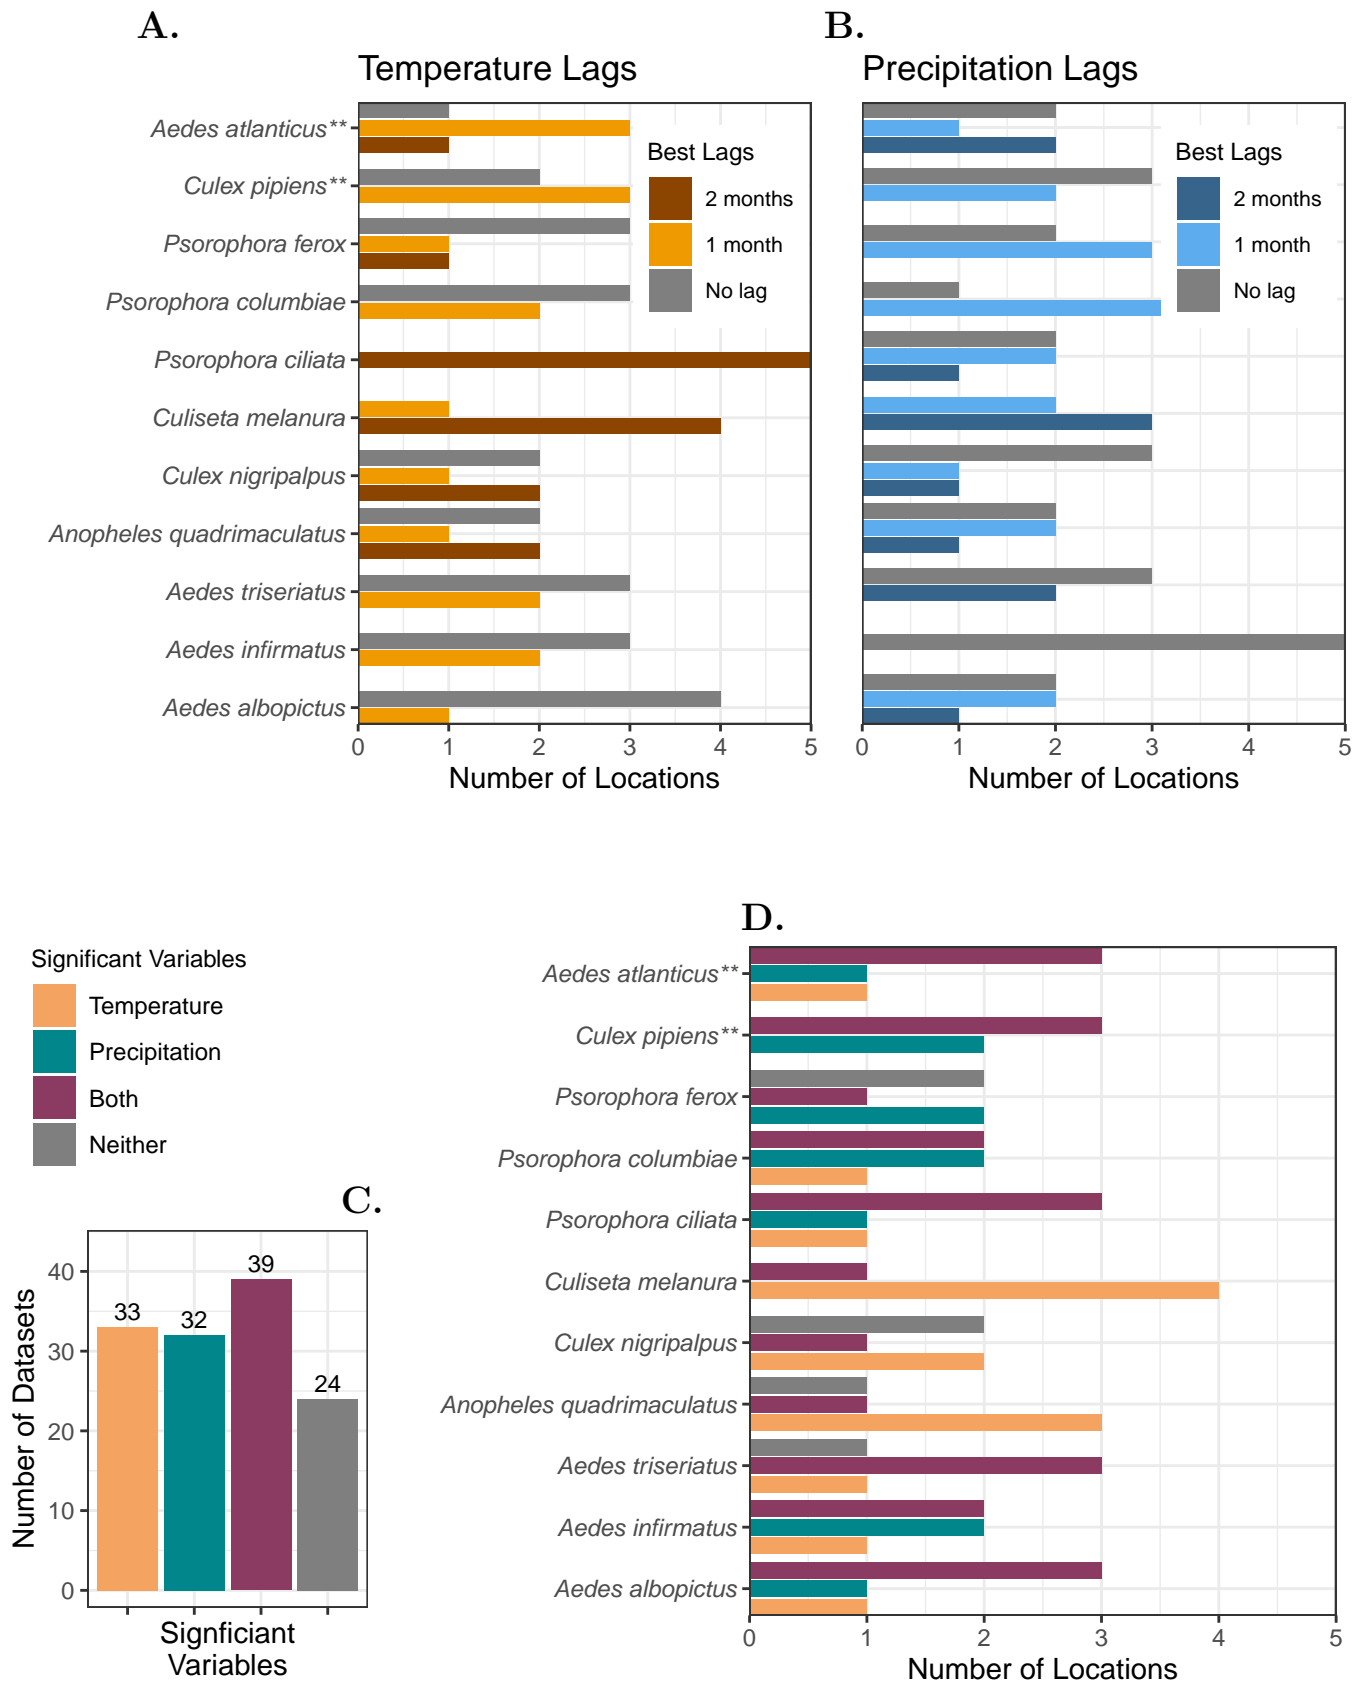 A.
B.
Temperature Lags
Precipitation Lags
Aedes atlanticus**
Culex pipiens**
Psorophora ferox
Psorophora columbiae
Psorophora ciliata
Culiseta melanura
Culex nigripalpus
Anopheles quadrimaculatus
Aedes triseriatus
Aedes infirmatus
Aedes albopictus
Best Lags
2 months
1 month
No lag
Best Lags
2 months
1 month
No lag
0 1 2 3 4 5
0 1 2 3 4 5
Number of Locations
Number of Locations
D.
Significant Variables
Temperature
Precipitation
Both
Neither
C.
40
30
20
10
0
33
32
39
24
Number of Datasets
Signficiant
Variables
Aedes atlanticus**
Culex pipiens**
Psorophora ferox
Psorophora columbiae
Psorophora ciliata
Culiseta melanura
Culex nigripalpus
Anopheles quadrimaculatus
Aedes triseriatus
Aedes infirmatus
Aedes albopictus
0 1 2 3 4 5
Number of Locations